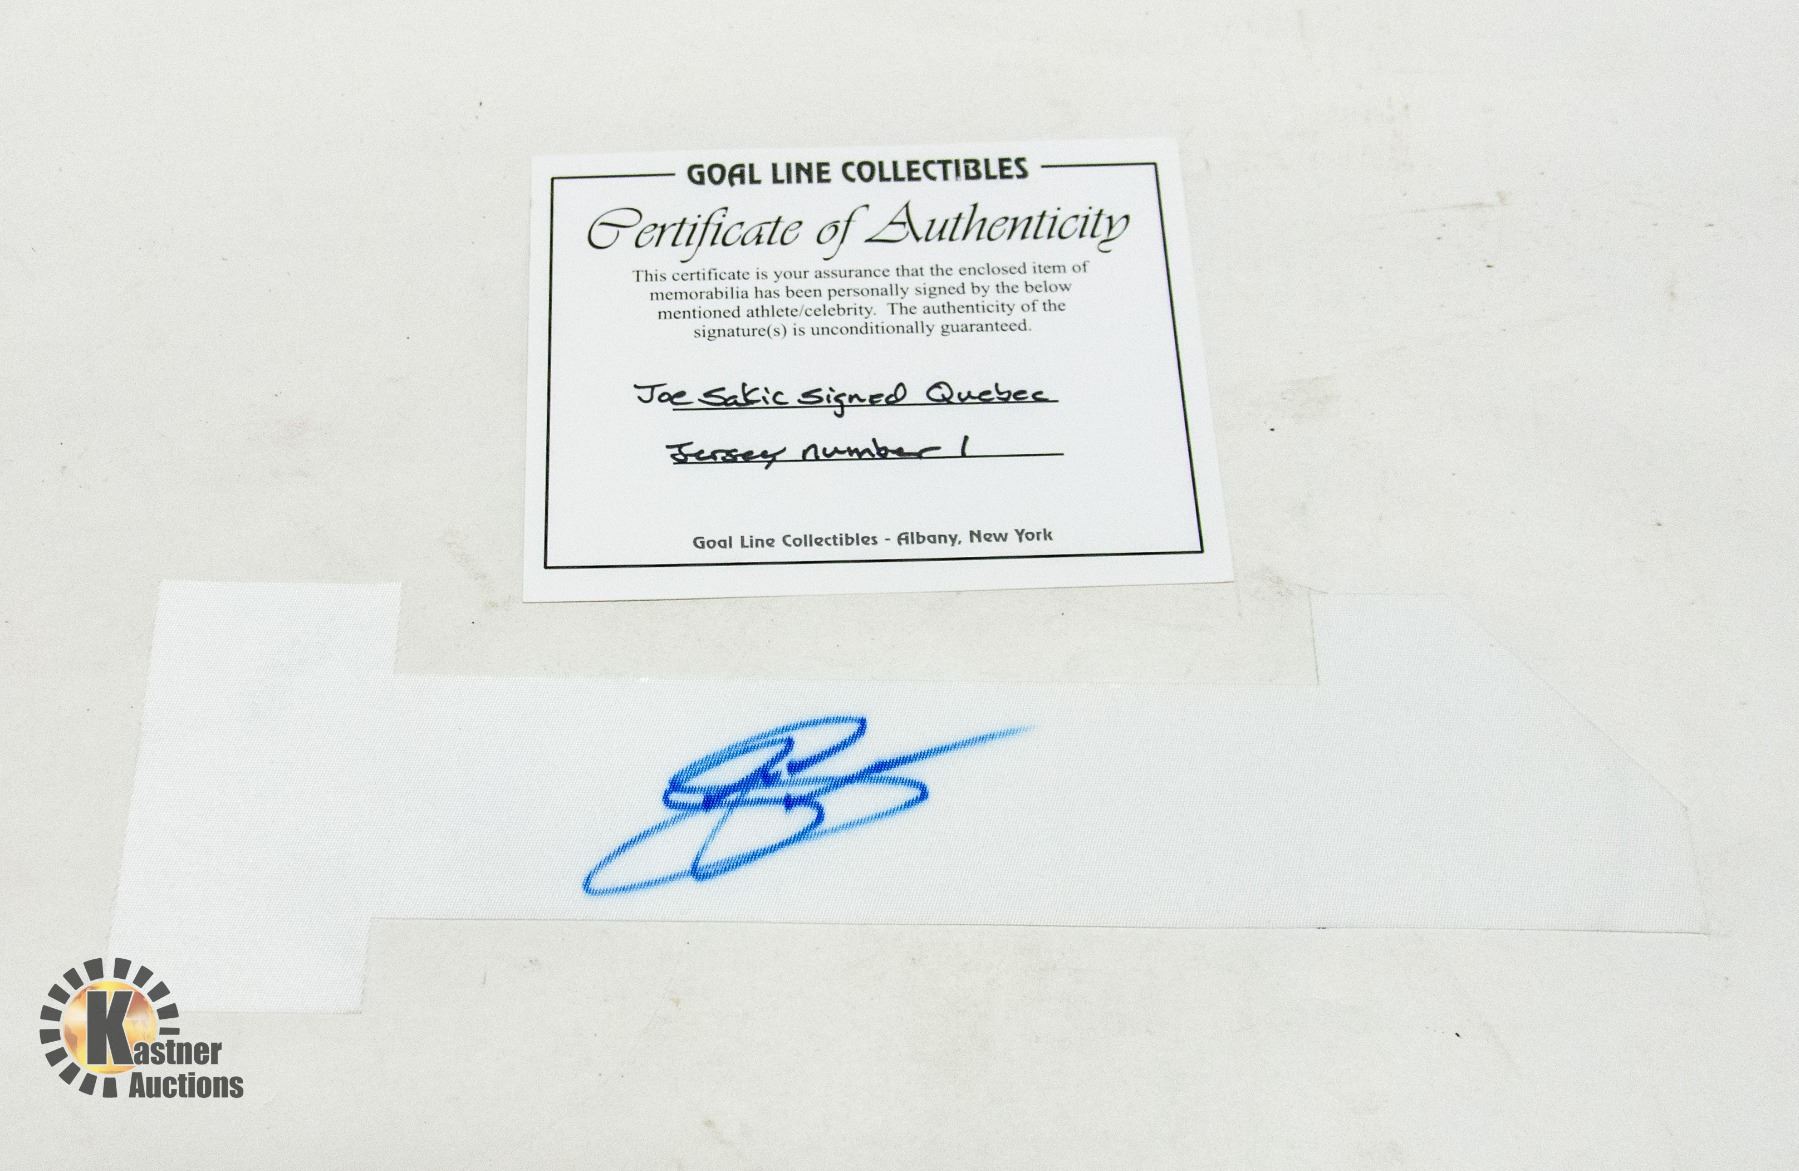 GOAL LINE COLLECTIBLES
Certificate of Authenticity
This certificate is your assurance that the enclosed item of
memorabilia has been personally signed by the below
mentioned athlete/celebrity. The authenticity of the
signature(s) is unconditionally guaranteed.
Joe Sakic signed Quebec
Jersey number 1
Goal Line Collectibles - Albany, New York
Kastner
Auctions